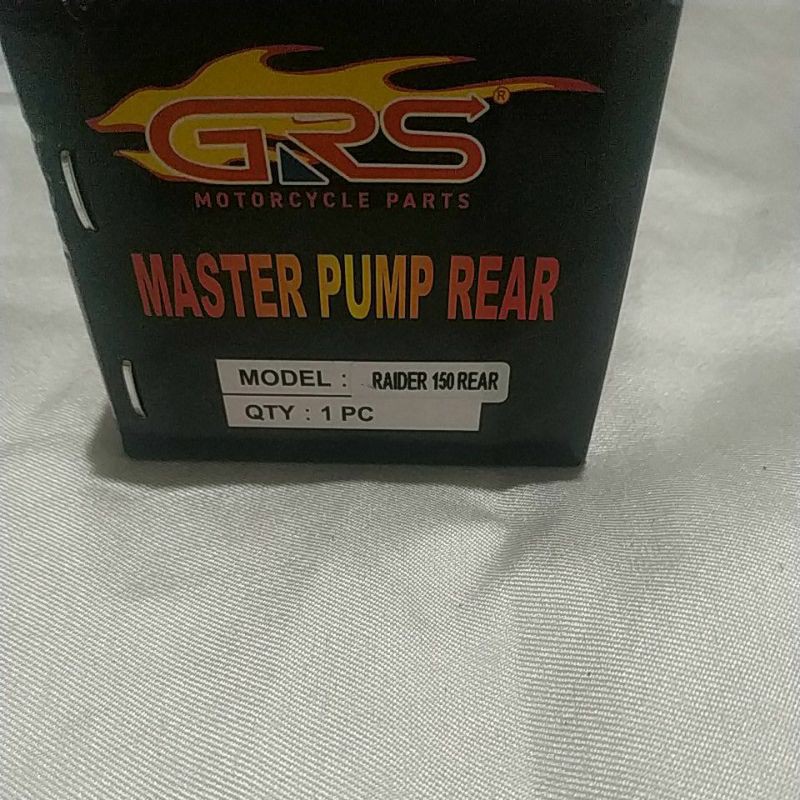 GRS®
MOTORCYCLE PARTS
MASTER PUMP REAR
MODEL : RAIDER 150 REAR
QTY : 1 PC